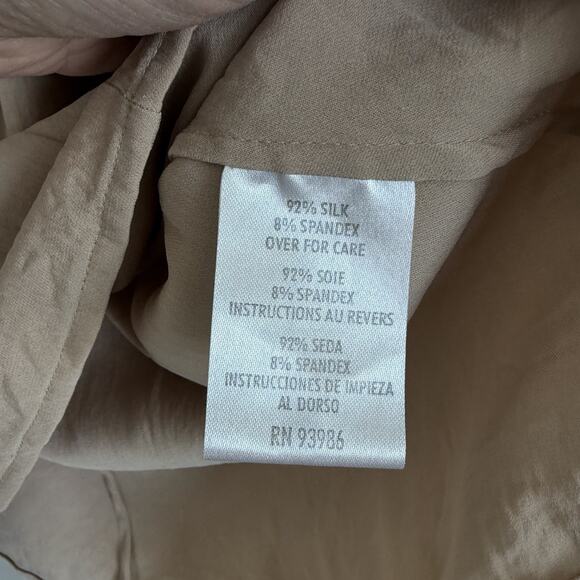 92% SILK
8% SPANDEX
OVER FOR CARE
92% SOIE
8% SPANDEX
INSTRUCTIONS AU REVERS
92% SEDA
8% SPANDEX
INSTRUCCIONES DE IMPIEZA
AL DORSO
RN 93986